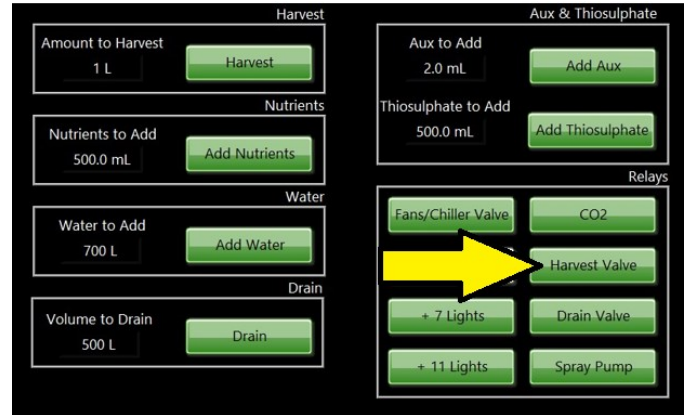 Harvest
Amount to Harvest
1 L
Harvest
Nutrients
Nutrients to Add
500.0 mL
Add Nutrients
Water
Water to Add
700 L
Add Water
Drain
Volume to Drain
500 L
Drain
Aux & Thiosulphate
Aux to Add
2.0 mL
Add Aux
Thiosulphate to Add
500.0 mL
Add Thiosulphate
Relays
Fans/Chiller Valve
CO2
Harvest Valve
+ 7 Lights
Drain Valve
+ 11 Lights
Spray Pump